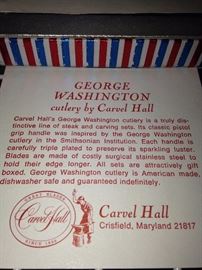 GEORGE
WASHINGTON
cutlery by Carvel Hall
Carvel Hall's George Washington cutlery is a truly dis-
tinctive line of steak and carving sets. Its classic pistol
grip handle was inspired by the George Washington
cutlery in the Smithsonian Institution. Each handle is
carefully triple plated to preserve its sparkling luster.
Blades are made of costly surgical stainless steel to
hold their edge longer. All sets are attractively gift
boxed. George Washington cutlery is American made,
dishwasher safe and guaranteed indefinitely.
GREAT BLADES
Carvel Hall
SINCE 1895
Carvel Hall
Crisfield, Maryland 21817